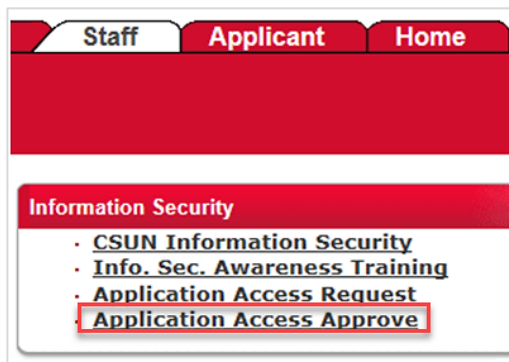 Staff Applicant Home
Information Security
CSUN Information Security
Info. Sec. Awareness Training
Application Access Request
Application Access Approve